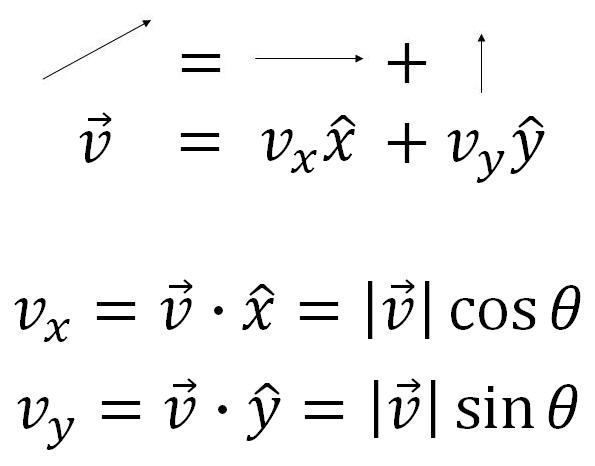 = +
v⃗ = vₓx̂ + v_yŷ
vₓ = v⃗ · x̂ = |v⃗| cos θ
v_y = v⃗ · ŷ = |v⃗| sin θ